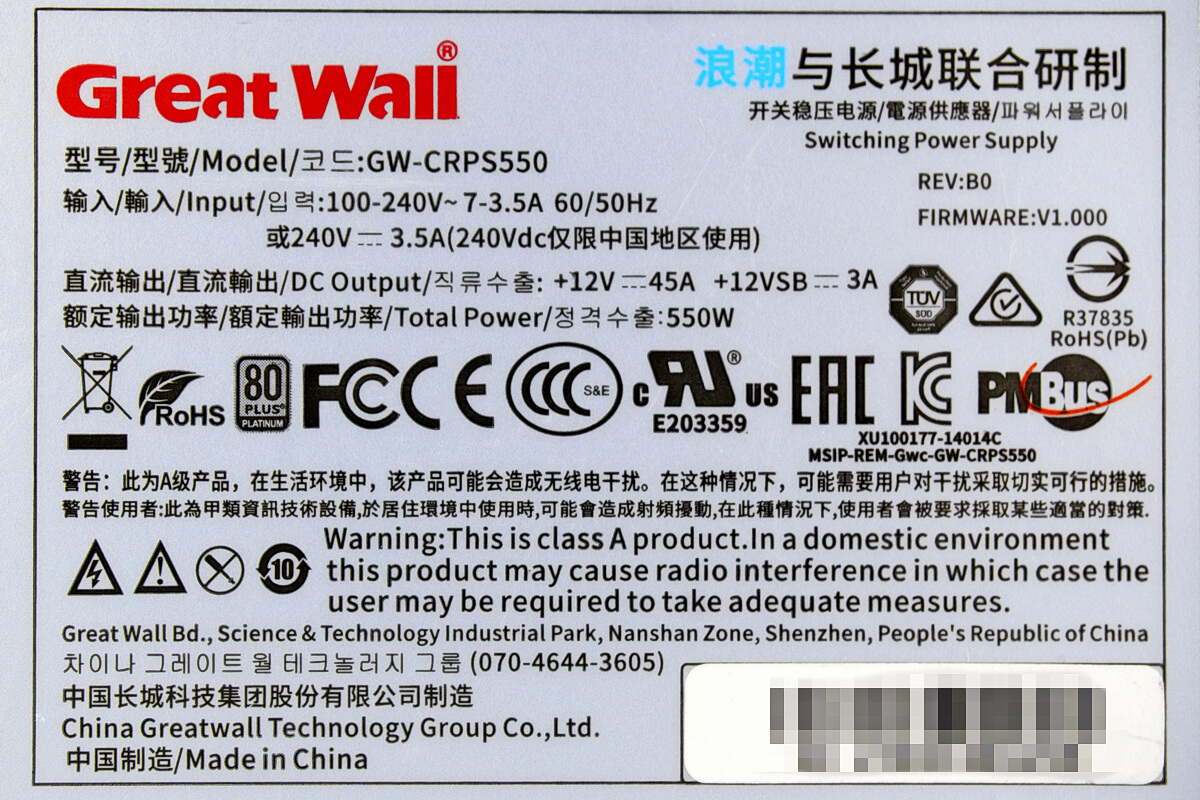 Great Wall®
浪潮与长城联合研制
开关稳压电源/電源供應器/파워서플라이
Switching Power Supply
型号/型號/Model/코드:GW-CRPS550
REV:B0
输入/輸入/Input/입력:100-240V~ 7-3.5A 60/50Hz
FIRMWARE:V1.000
或240V ⎓ 3.5A(240Vdc仅限中国地区使用)
直流输出/直流輸出/DC Output/직류수출: +12V ⎓ 45A +12VSB ⎓ 3A
额定输出功率/額定輸出功率/Total Power/정격수출:550W
TÜV
SÜD
R37835
RoHS(Pb)
RoHS
80
PLUS®
PLATINUM
FC
CE
CCC
S&E
c RU® US
E203359
EAC
KC
XU100177-14014C
MSIP-REM-Gwc-GW-CRPS550
PMBus
警告：此为A级产品，在生活环境中，该产品可能会造成无线电干扰。在这种情况下，可能需要用户对干扰采取切实可行的措施。
警告使用者:此為甲類資訊技術設備,於居住環境中使用時,可能會造成射頻擾動,在此種情況下,使用者會被要求採取某些適當的對策.
10
Warning:This is class A product.In a domestic environment
this product may cause radio interference in which case the
user may be required to take adequate measures.
Great Wall Bd., Science & Technology Industrial Park, Nanshan Zone, Shenzhen, People's Republic of China
차이나 그레이트 월 테크놀러지 그룹 (070-4644-3605)
中国长城科技集团股份有限公司制造
China Greatwall Technology Group Co.,Ltd.
中国制造/Made in China